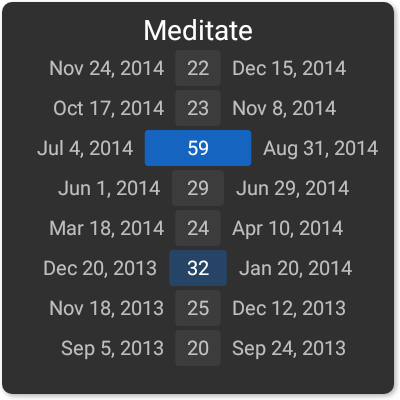 Meditate
Nov 24, 2014 22 Dec 15, 2014
Oct 17, 2014 23 Nov 8, 2014
Jul 4, 2014 59 Aug 31, 2014
Jun 1, 2014 29 Jun 29, 2014
Mar 18, 2014 24 Apr 10, 2014
Dec 20, 2013 32 Jan 20, 2014
Nov 18, 2013 25 Dec 12, 2013
Sep 5, 2013 20 Sep 24, 2013